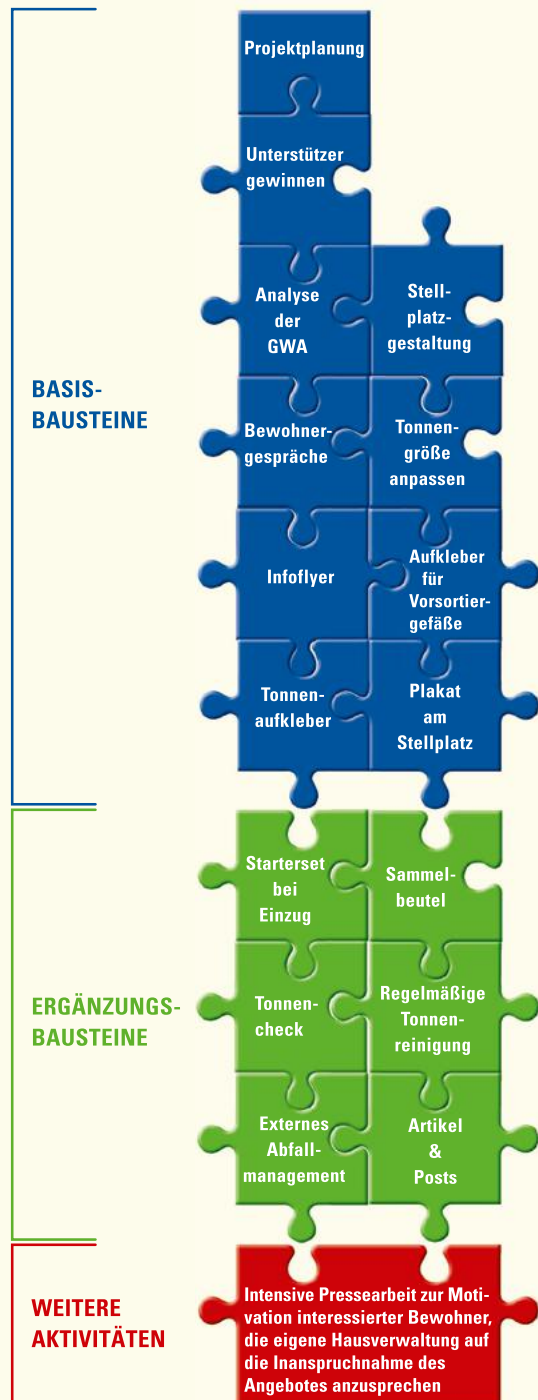 Projektplanung
Unterstützer
gewinnen
Analyse
der
GWA
Stell-
platz-
gestaltung
BASIS-
BAUSTEINE
Bewohner-
gespräche
Tonnen-
größe
anpassen
Infoflyer
Aufkleber
für
Vorsortier-
gefäße
Tonnen-
aufkleber
Plakat
am
Stellplatz
Starterset
bei
Einzug
Sammel-
beutel
ERGÄNZUNGS-
BAUSTEINE
Tonnen-
check
Regelmäßige
Tonnen-
reinigung
Externes
Abfall-
management
Artikel
&
Posts
WEITERE
AKTIVITÄTEN
Intensive Pressearbeit zur Moti-
vation interessierter Bewohner,
die eigene Hausverwaltung auf
die Inanspruchnahme des
Angebotes anzusprechen